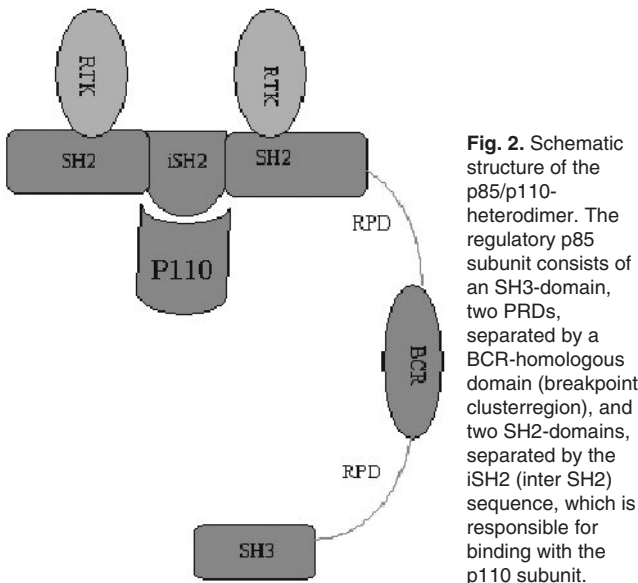 RTK
RTK
SH2
iSH2
SH2
P110
RPD
BCR
RPD
SH3
Fig. 2. Schematic
structure of the
p85/p110-
heterodimer. The
regulatory p85
subunit consists of
an SH3-domain,
two PRDs,
separated by a
BCR-homologous
domain (breakpoint
clusterregion), and
two SH2-domains,
separated by the
iSH2 (inter SH2)
sequence, which is
responsible for
binding with the
p110 subunit.